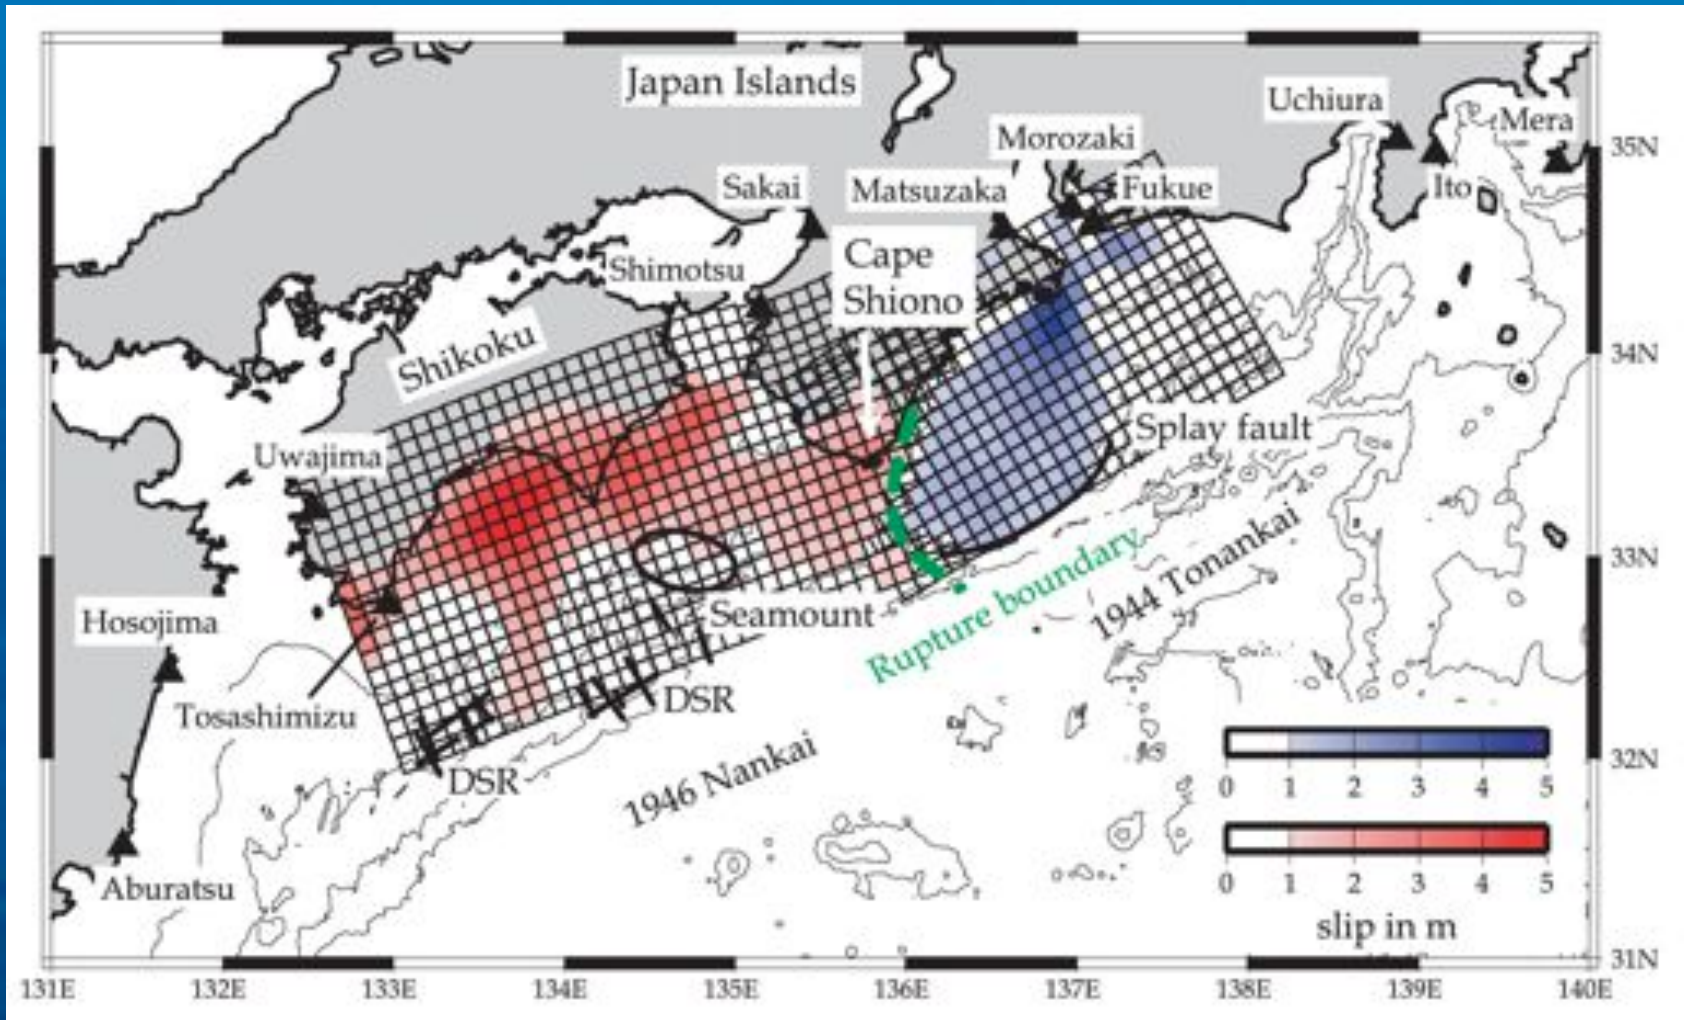 Japan Islands
Uchiura
Mera
Morozaki
35N
Sakai
Matsuzaka
Fukue
Ito
Cape
Shiono
Shimotsu
Shikoku
34N
Splay fault
Uwajima
33N
Rupture boundary
1944 Tonankai
Seamount
Hosojima
Tosashimizu
DSR
DSR
1946 Nankai
32N
0 1 2 3 4 5
0 1 2 3 4 5
slip in m
Aburatsu
31N
131E 132E 133E 134E 135E 136E 137E 138E 139E 140E